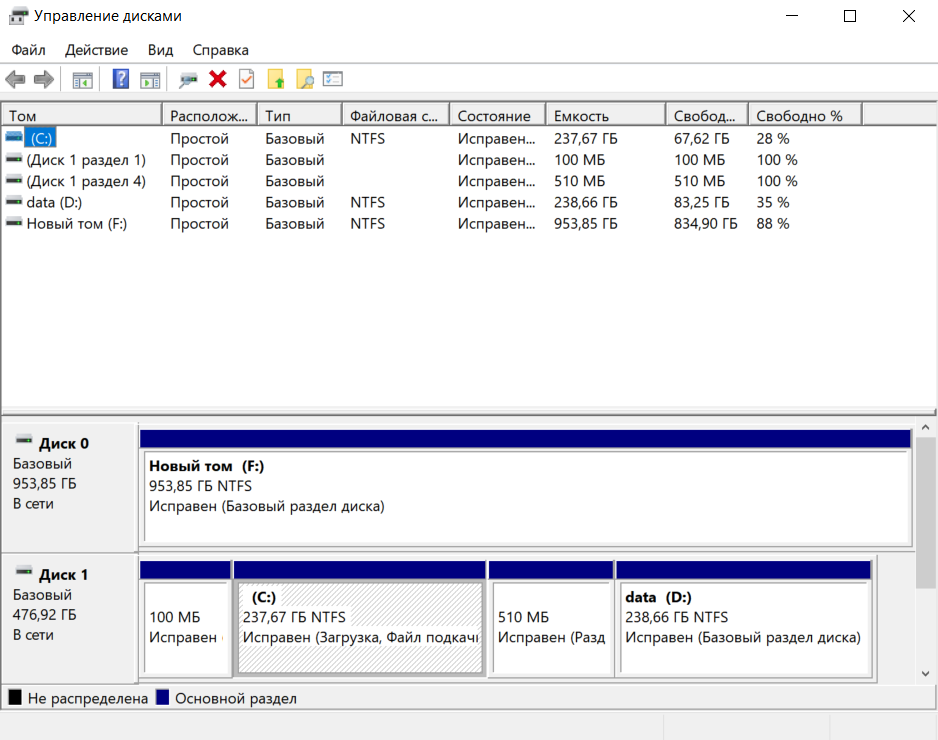 Управление дисками
Файл Действие Вид Справка
Том Располож... Тип Файловая с... Состояние Емкость Свобод... Свободно %
(C:) Простой Базовый NTFS Исправен... 237,67 ГБ 67,62 ГБ 28 %
(Диск 1 раздел 1) Простой Базовый Исправен... 100 МБ 100 МБ 100 %
(Диск 1 раздел 4) Простой Базовый Исправен... 510 МБ 510 МБ 100 %
data (D:) Простой Базовый NTFS Исправен... 238,66 ГБ 83,25 ГБ 35 %
Новый том (F:) Простой Базовый NTFS Исправен... 953,85 ГБ 834,90 ГБ 88 %
Диск 0
Базовый
953,85 ГБ
В сети
Новый том (F:)
953,85 ГБ NTFS
Исправен (Базовый раздел диска)
Диск 1
Базовый
476,92 ГБ
В сети
100 МБ
Исправен (
(C:)
237,67 ГБ NTFS
Исправен (Загрузка, Файл подкачк
510 МБ
Исправен (Разд
data (D:)
238,66 ГБ NTFS
Исправен (Базовый раздел диска)
Не распределена Основной раздел